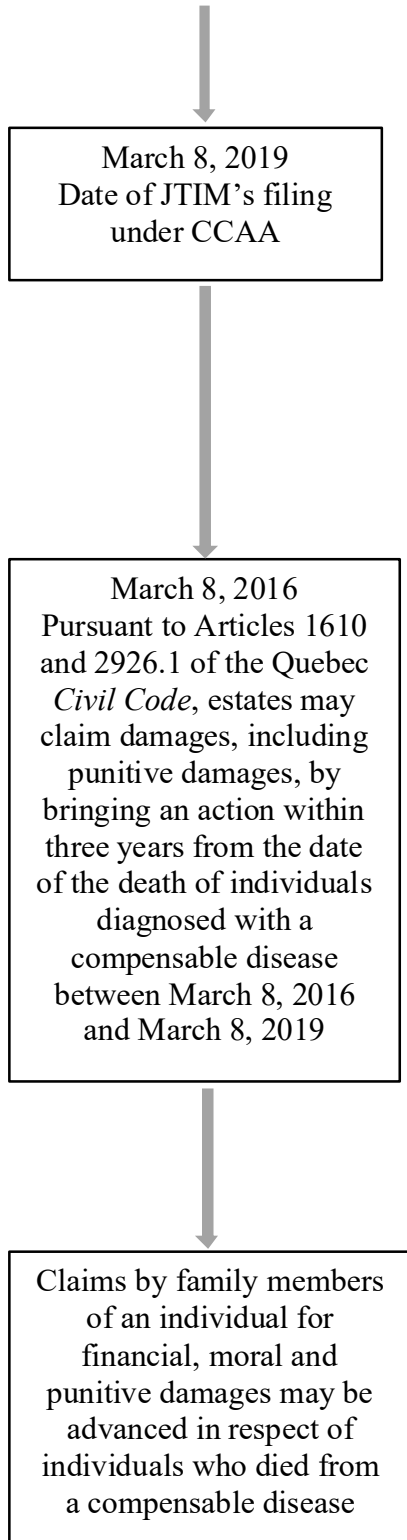 March 8, 2019
Date of JTIM’s filing
under CCAA
March 8, 2016
Pursuant to Articles 1610
and 2926.1 of the Quebec
Civil Code, estates may
claim damages, including
punitive damages, by
bringing an action within
three years from the date
of the death of individuals
diagnosed with a
compensable disease
between March 8, 2016
and March 8, 2019
Claims by family members
of an individual for
financial, moral and
punitive damages may be
advanced in respect of
individuals who died from
a compensable disease